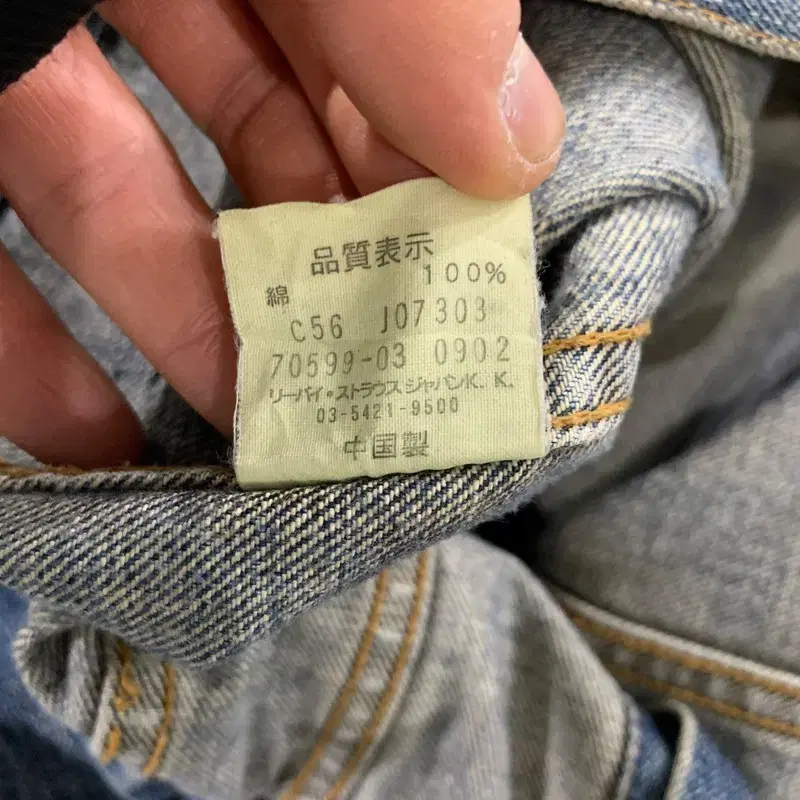 品質表示
綿 100%
C56 J07303
70599-03 0902
リーバイ・ストラウス ジャパンK. K.
03-5421-9500
中国製